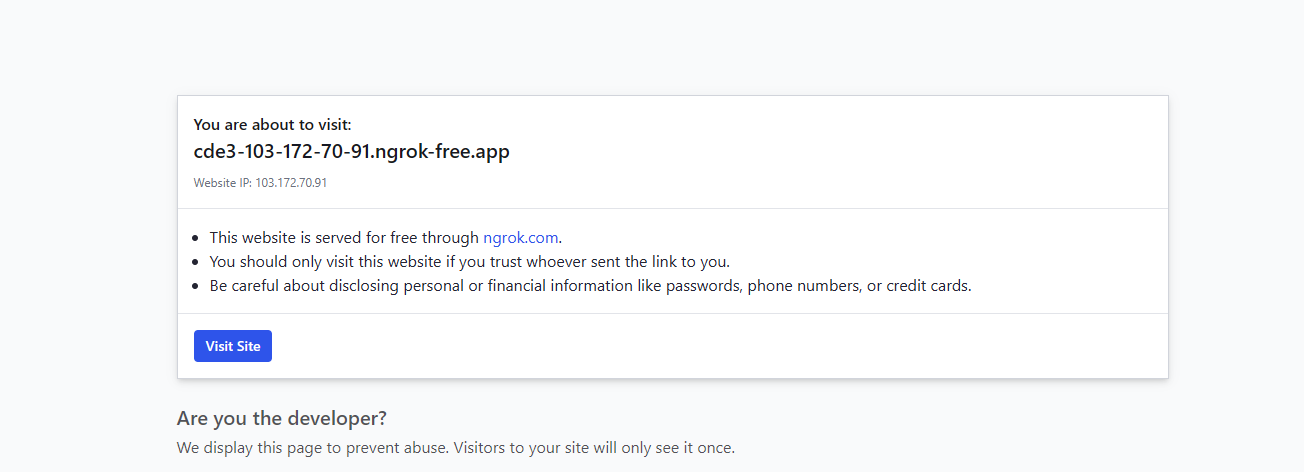 You are about to visit:
cde3-103-172-70-91.ngrok-free.app
Website IP: 103.172.70.91
This website is served for free through ngrok.com.
You should only visit this website if you trust whoever sent the link to you.
Be careful about disclosing personal or financial information like passwords, phone numbers, or credit cards.
Visit Site
Are you the developer?
We display this page to prevent abuse. Visitors to your site will only see it once.